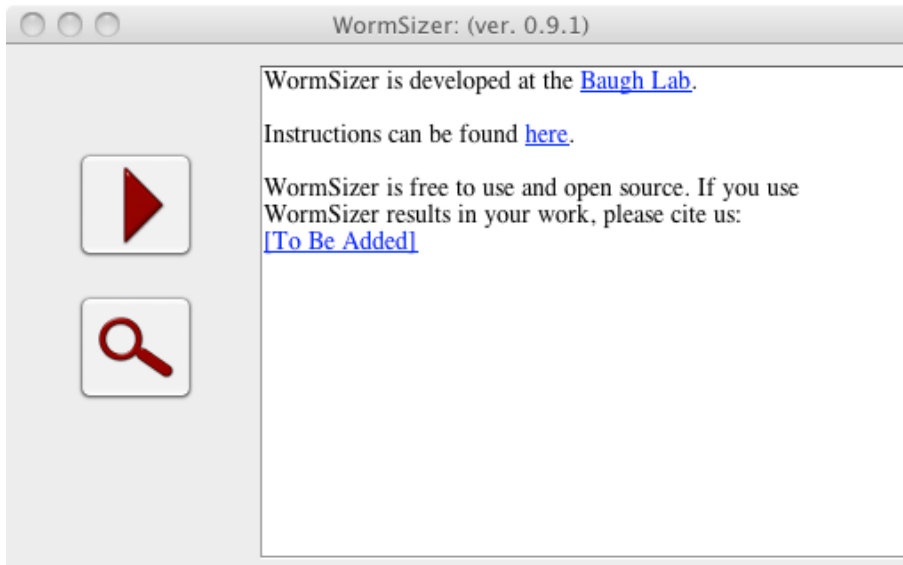 WormSizer: (ver. 0.9.1)
WormSizer is developed at the Baugh Lab.
Instructions can be found here.
WormSizer is free to use and open source. If you use
WormSizer results in your work, please cite us:
[To Be Added]